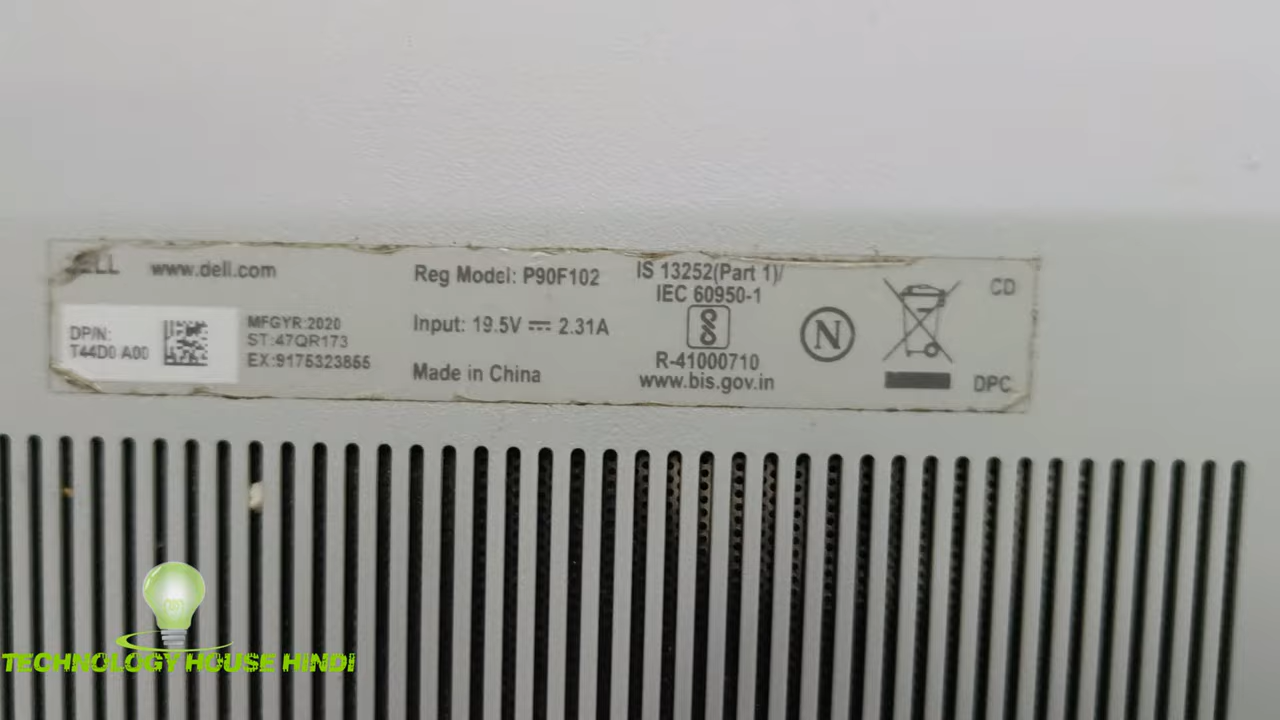 DELL www.dell.com
DP/N:
T44D0 A00
MFGYR:2020
ST:47QR173
EX:9175323855
Reg Model: P90F102
Input: 19.5V 2.31A
Made in China
IS 13252(Part 1)/
IEC 60950-1
R-41000710
www.bis.gov.in
N
CD
DPC
TECHNOLOGY HOUSE HINDI